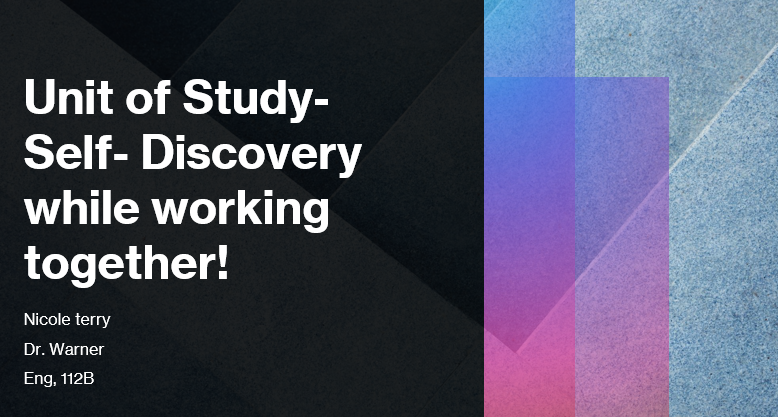 Unit of Study-
Self- Discovery
while working
together!
Nicole terry
Dr. Warner
Eng, 112B